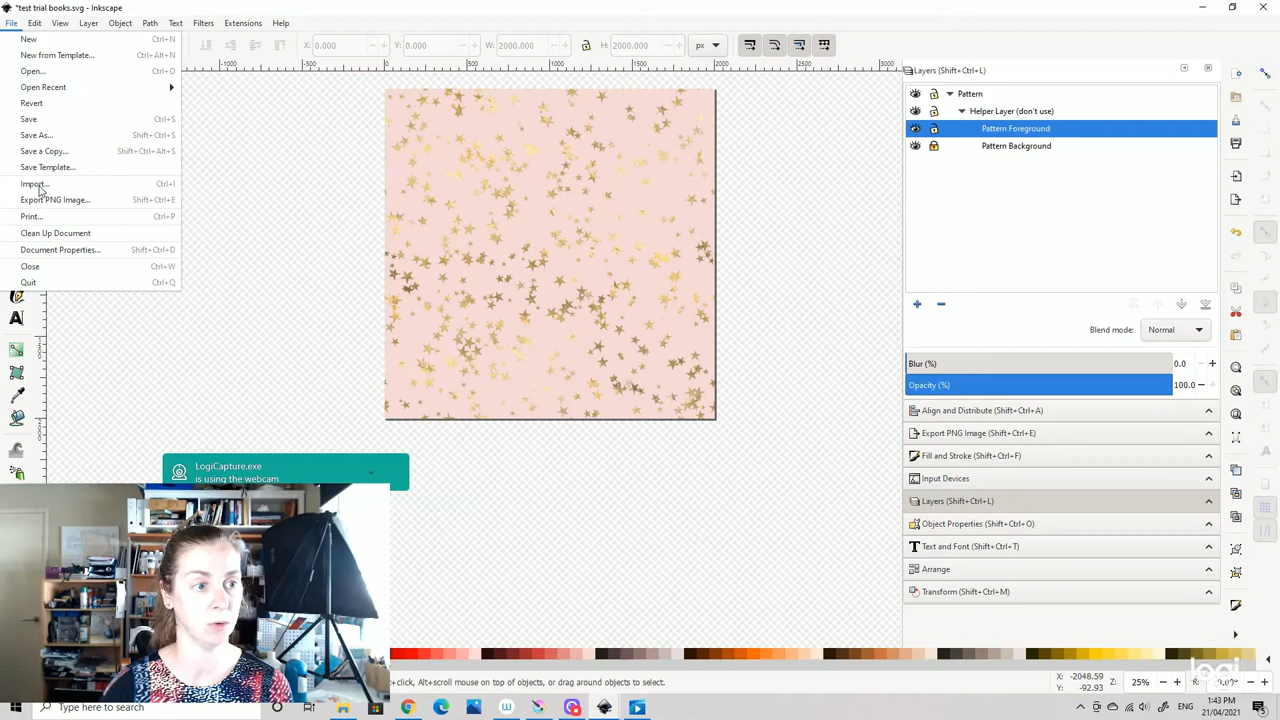 *test trial books.svg - Inkscape
File Edit View Layer Object Path Text Filters Extensions Help
New Ctrl+N
New from Template... Ctrl+Alt+N
Open... Ctrl+O
Open Recent
Revert
Save Ctrl+S
Save As... Shift+Ctrl+S
Save a Copy... Shift+Ctrl+Alt+S
Save Template...
Import... Ctrl+I
Export PNG Image... Shift+Ctrl+E
Print... Ctrl+P
Clean Up Document
Document Properties... Shift+Ctrl+D
Close Ctrl+W
Quit Ctrl+Q
X: 0.000 Y: 0.000 W: 2000.000 H: 2000.000 px
-1000 -500 0 500 1000 1500 2000 2500 3000
Layers (Shift+Ctrl+L)
Pattern
Helper Layer (don't use)
Pattern Foreground
Pattern Background
Blend mode: Normal
Blur (%) 0.0
Opacity (%) 100.0
Align and Distribute (Shift+Ctrl+A)
Export PNG Image (Shift+Ctrl+E)
Fill and Stroke (Shift+Ctrl+F)
Input Devices
Layers (Shift+Ctrl+L)
Object Properties (Shift+Ctrl+O)
Text and Font (Shift+Ctrl+T)
Arrange
Transform (Shift+Ctrl+M)
LogiCapture.exe
is using the webcam
+click, Alt+scroll mouse on top of objects, or drag around objects to select.
X: -2048.59
Y: -92.93
Z: 25% R: 0.00°
logi
Type here to search
1:43 PM
21/04/2021